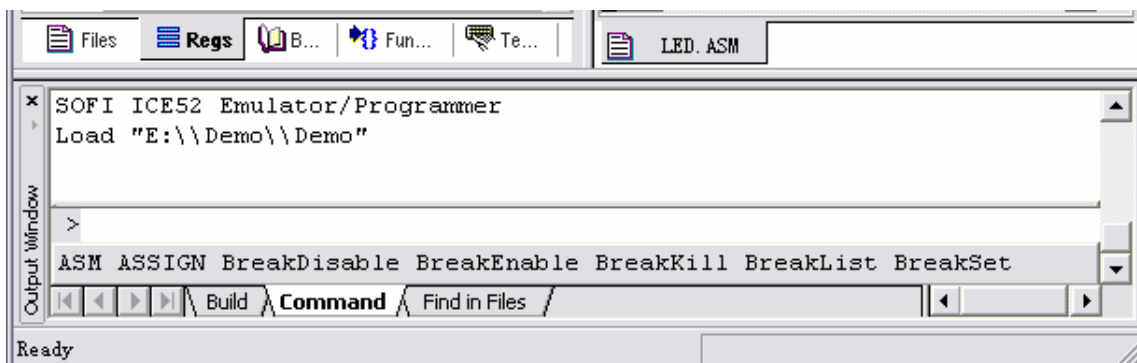 Files Regs B... Fun... Te... LED.ASM
SOFI ICE52 Emulator/Programmer
Load "E:\\Demo\\Demo"
Output Window
>
ASM ASSIGN BreakDisable BreakEnable BreakKill BreakList BreakSet
Build Command Find in Files
Ready